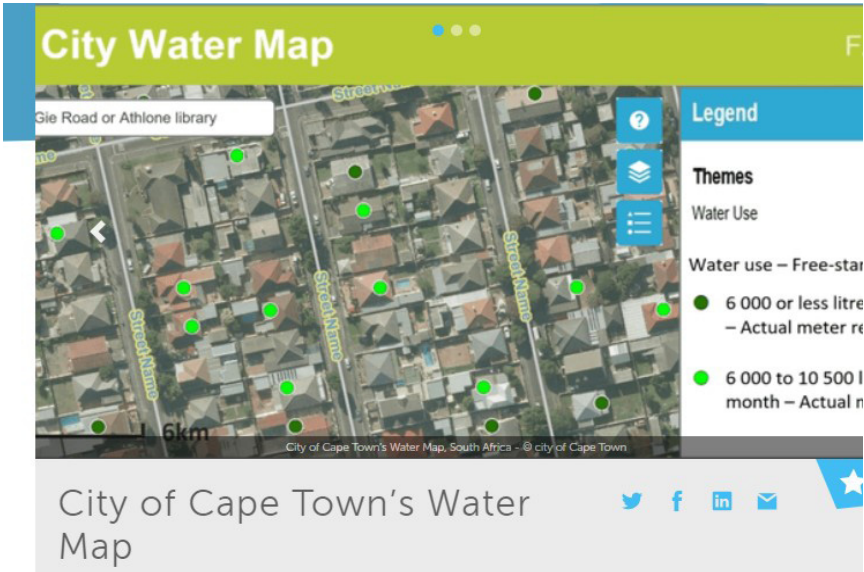 City Water Map
F
Gie Road or Athlone library
Street Name
Street Name
Street Name
Street Name
6km
Legend
Themes
Water Use
Water use – Free-star
6 000 or less litre
– Actual meter re
6 000 to 10 500 l
month – Actual m
City of Cape Town's Water Map, South Africa - © city of Cape Town
City of Cape Town's Water
Map